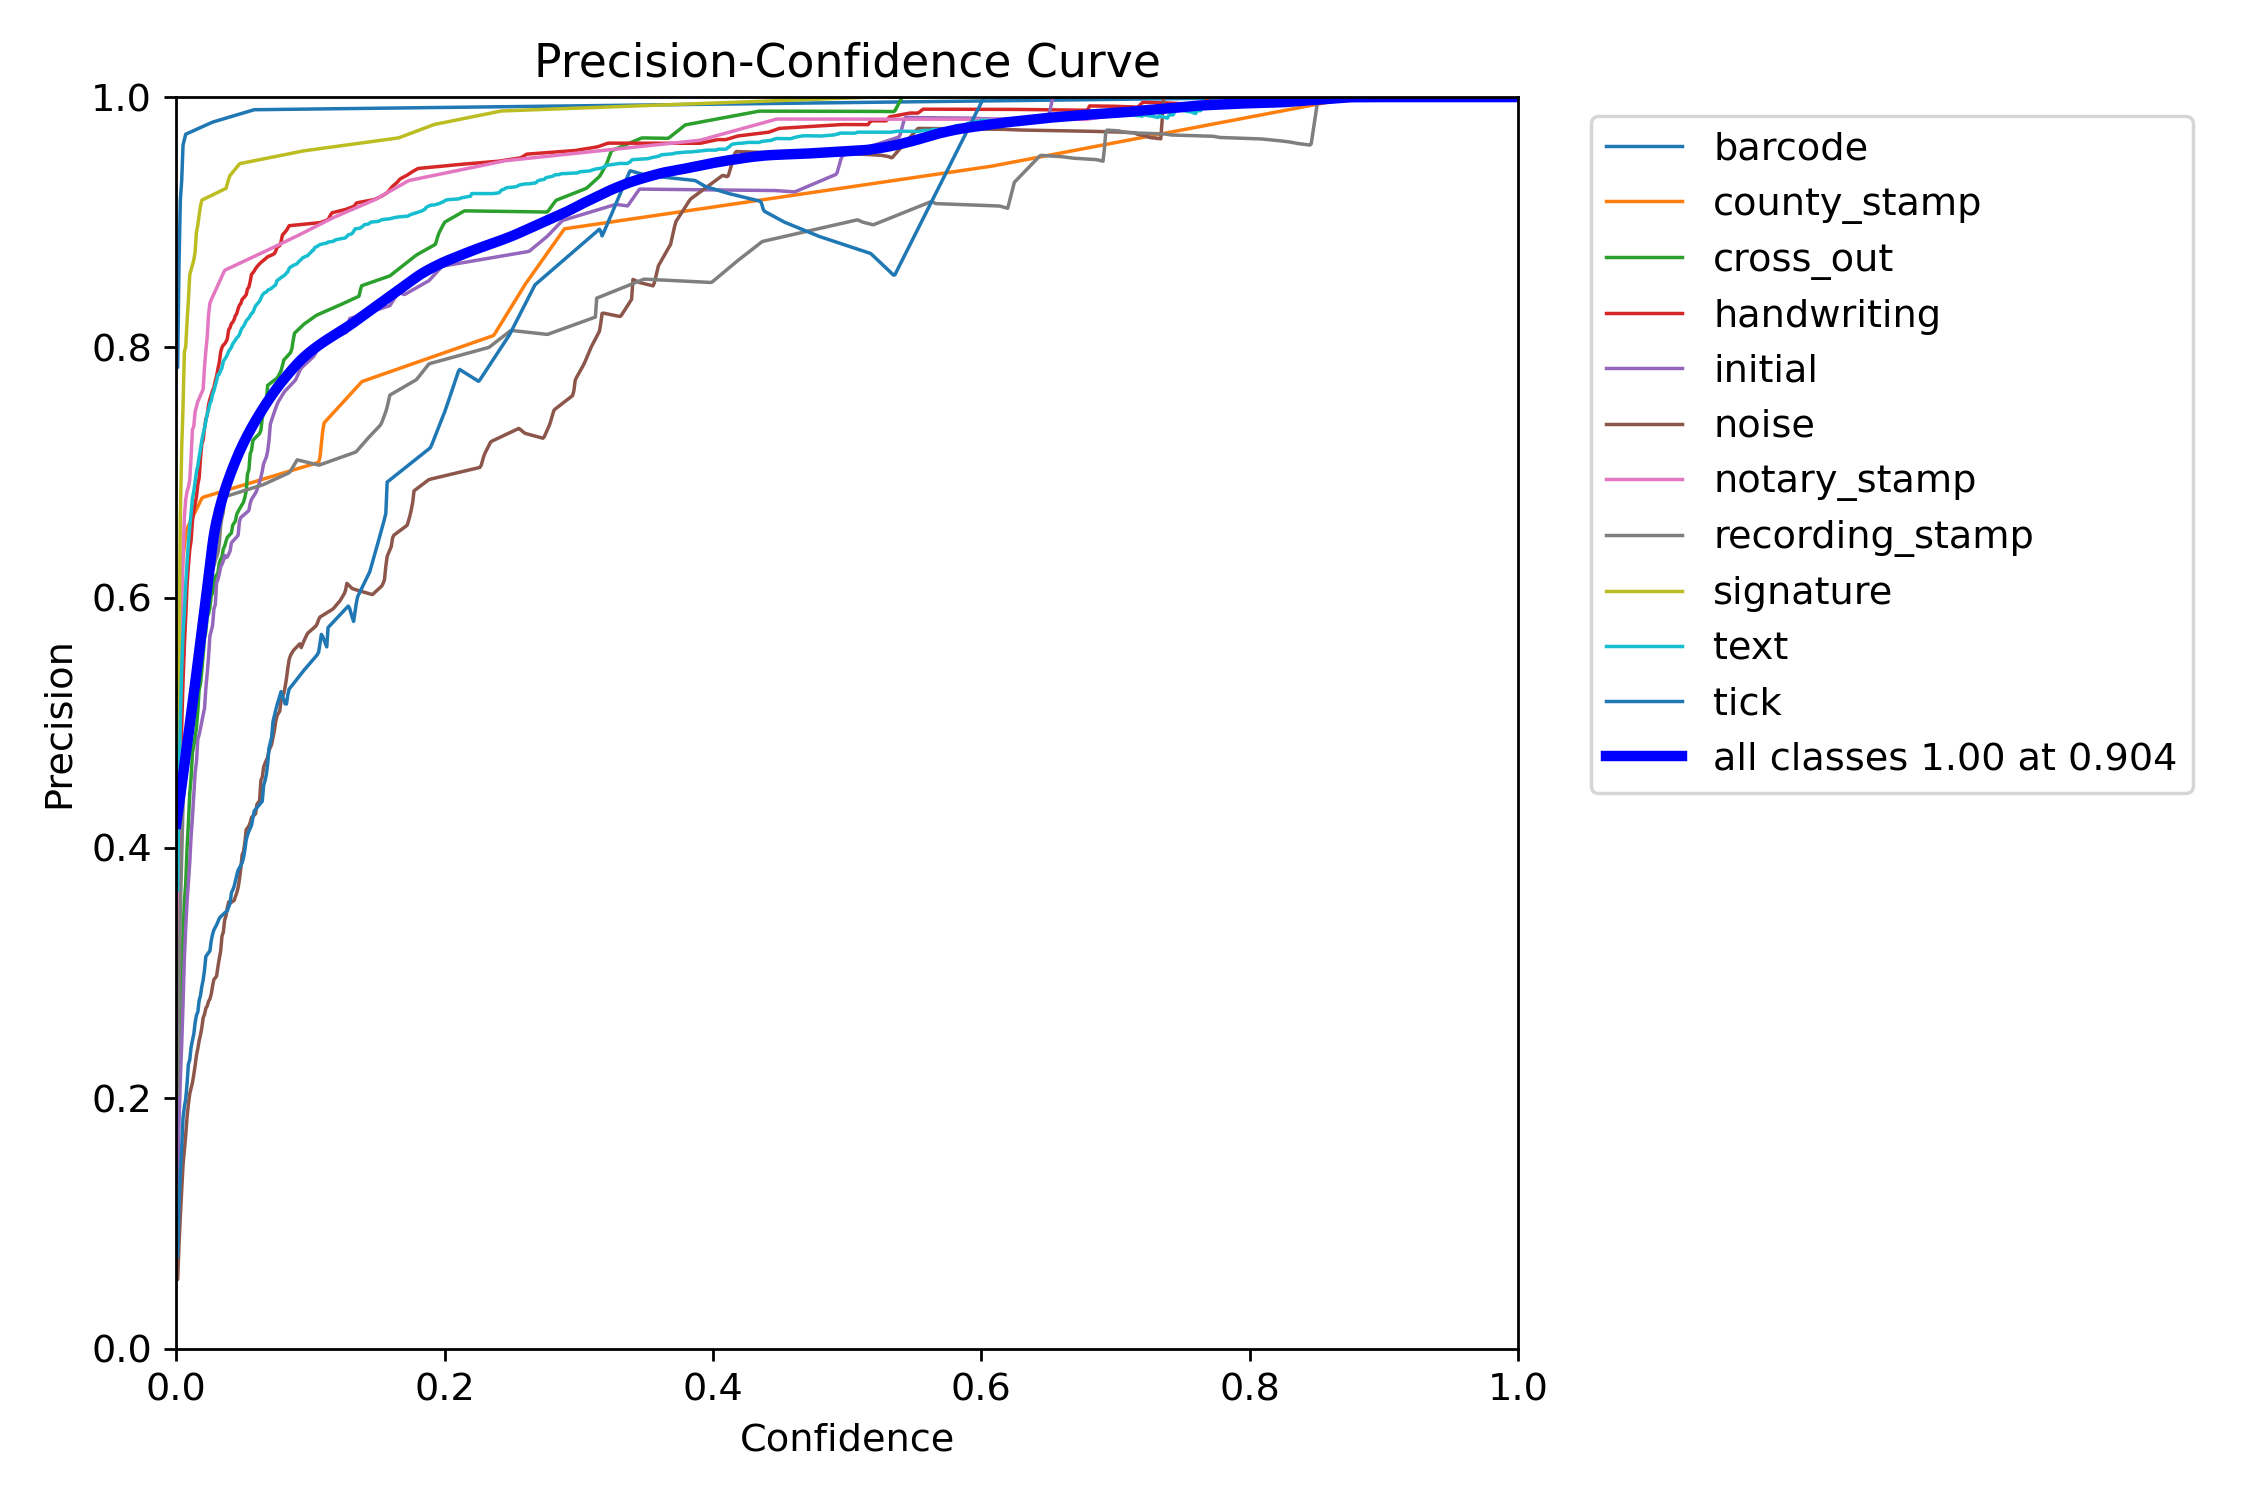 Precision-Confidence Curve
1.0
0.8
0.6
0.4
0.2
0.0
Precision
0.0 0.2 0.4 0.6 0.8 1.0
Confidence
barcode
county_stamp
cross_out
handwriting
initial
noise
notary_stamp
recording_stamp
signature
text
tick
all classes 1.00 at 0.904